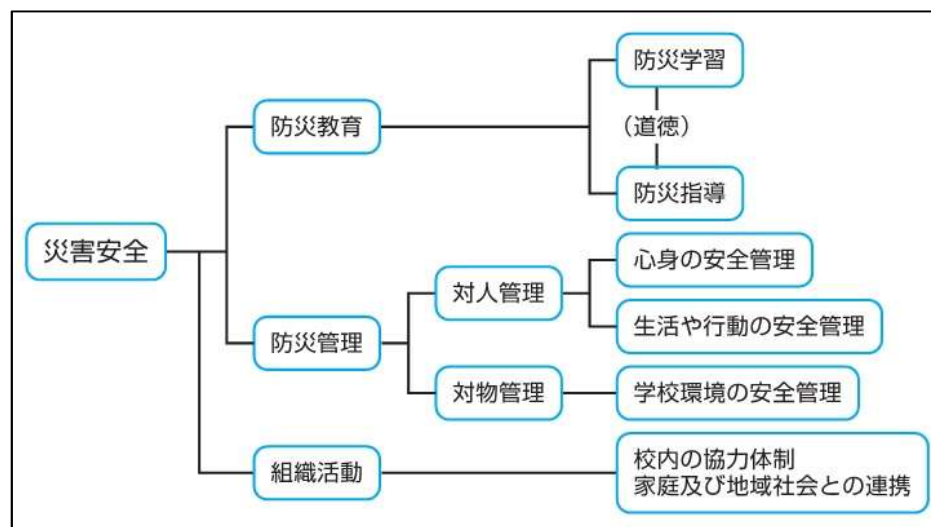 災害安全
防災教育
防災学習
（道徳）
防災指導
防災管理
対人管理
心身の安全管理
生活や行動の安全管理
対物管理
学校環境の安全管理
組織活動
校内の協力体制
家庭及び地域社会との連携